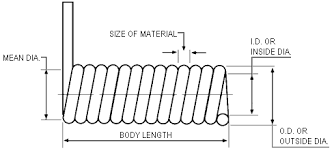 SIZE OF MATERIAL
I.D. OR
INSIDE DIA.
MEAN DIA.
BODY LENGTH
O.D. OR
OUTSIDE DIA.